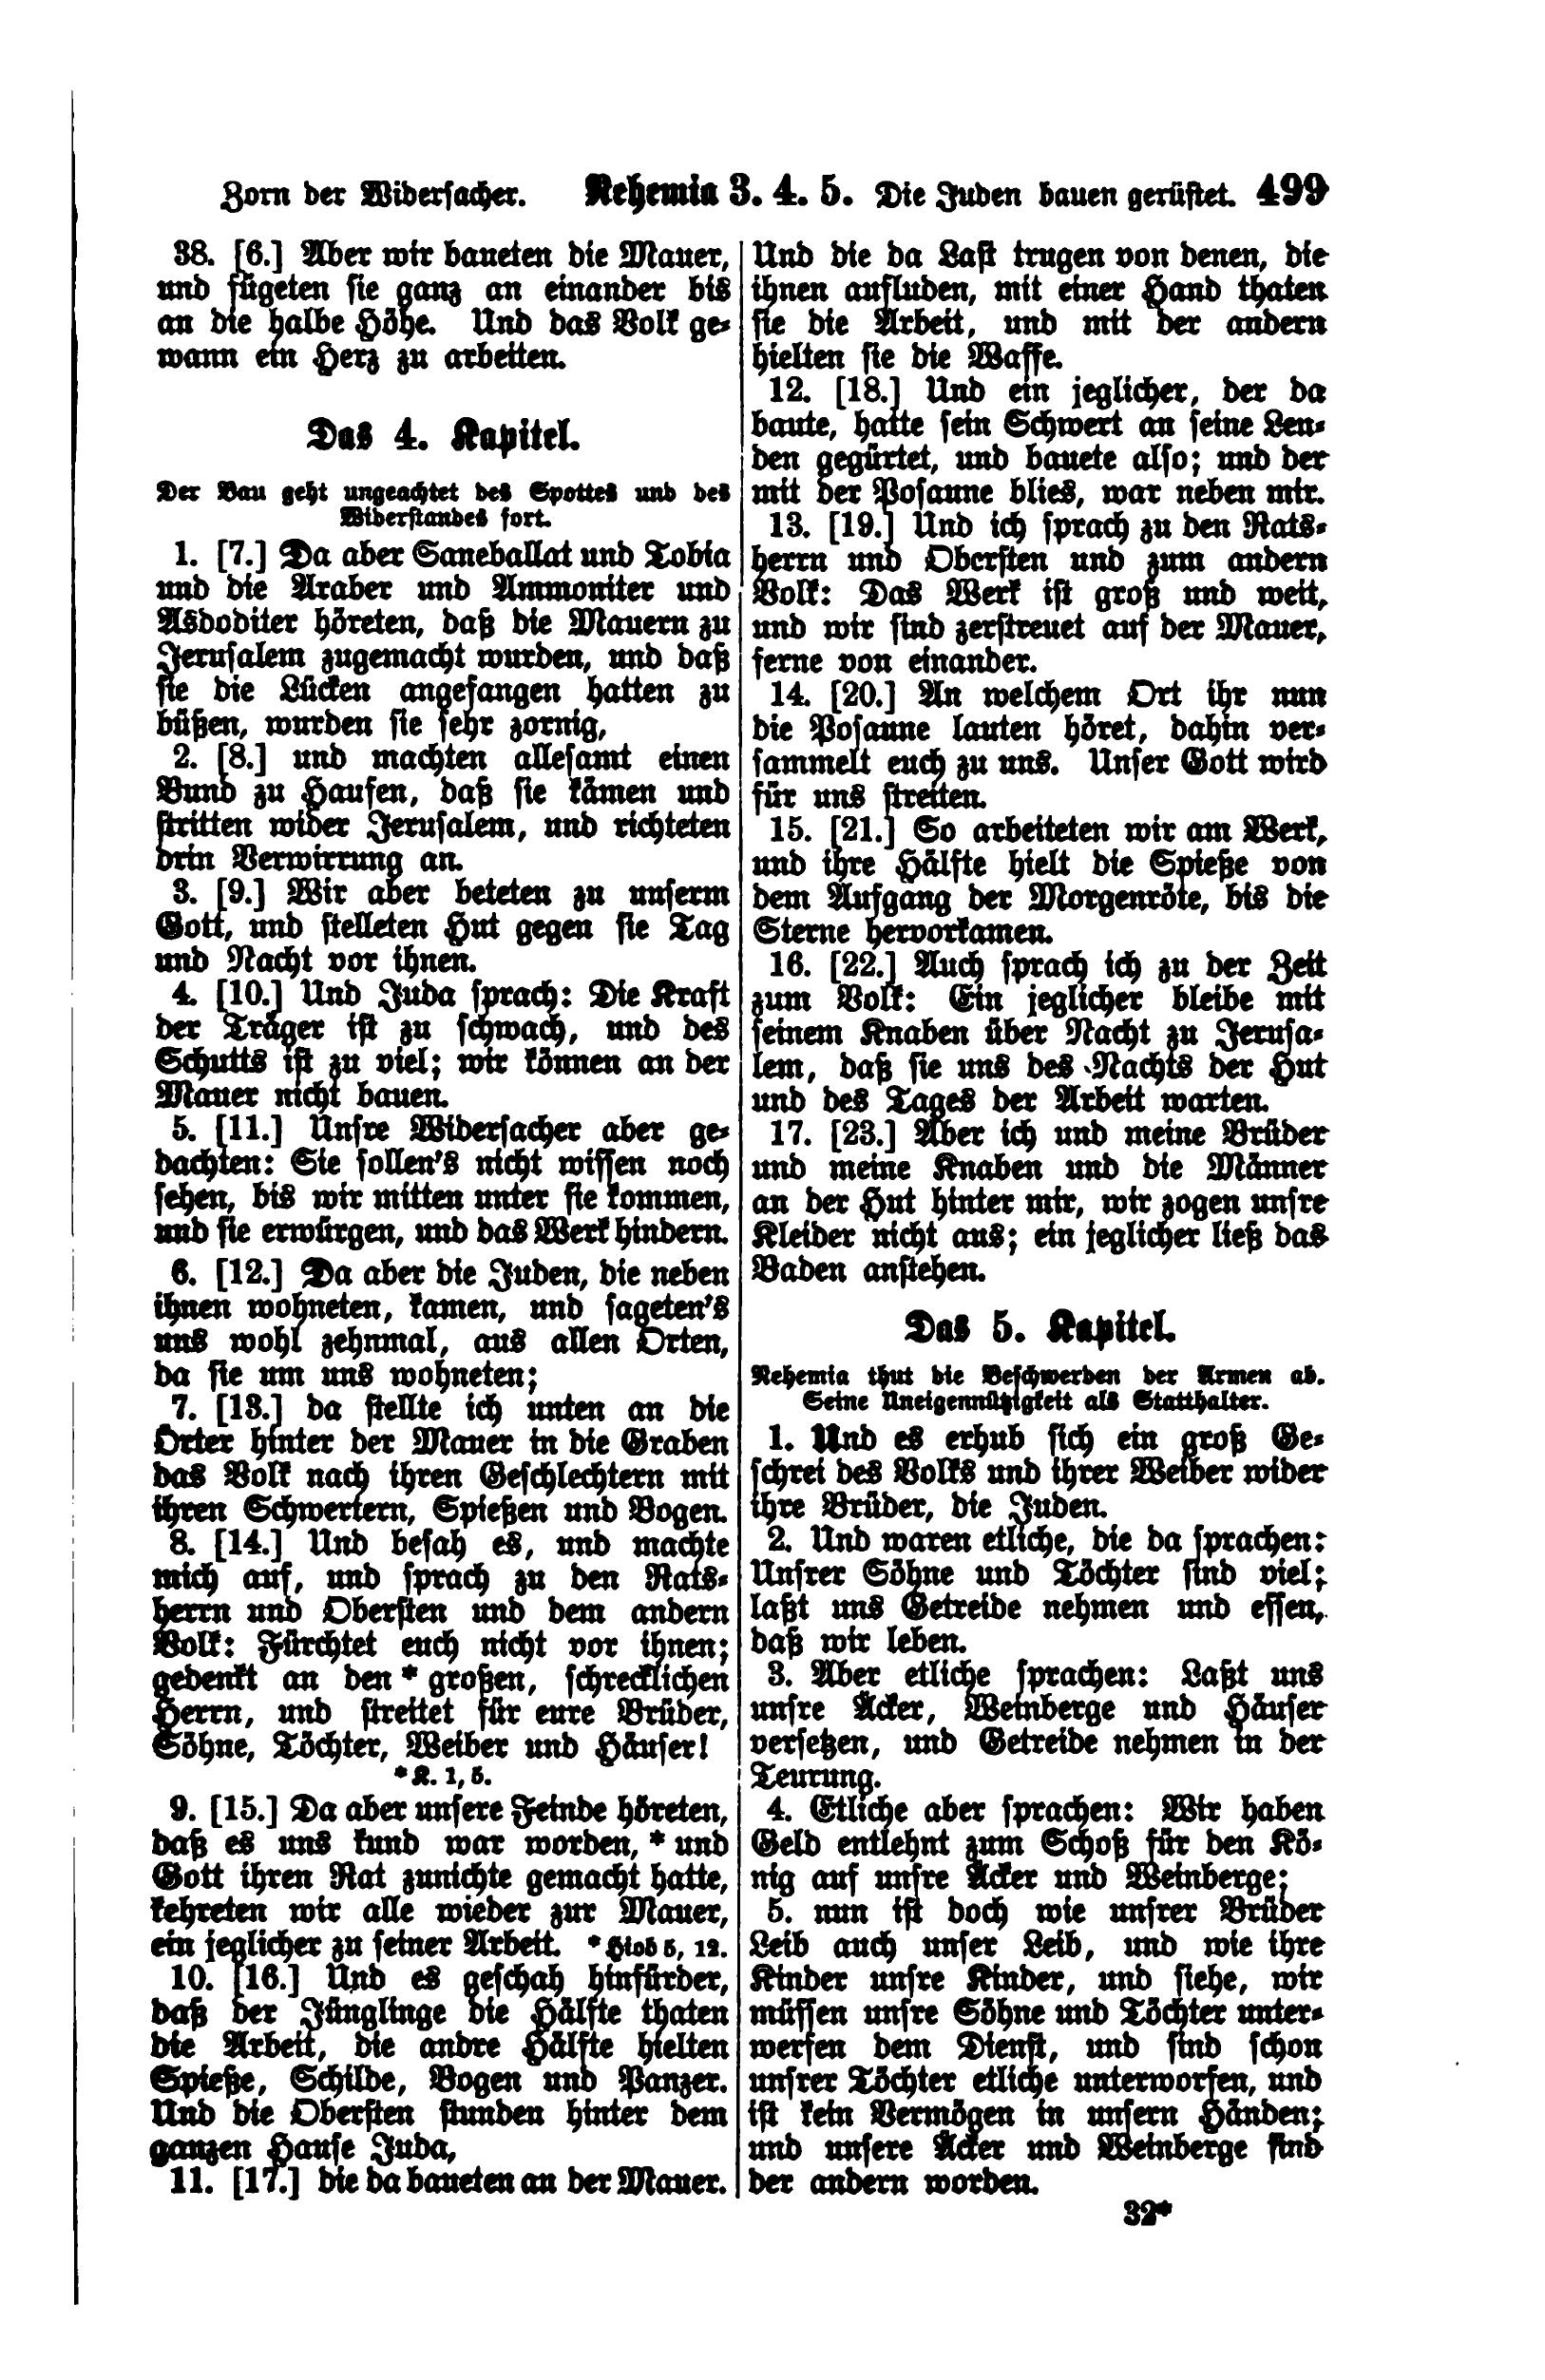 Zorn der Widersacher. Nehemia 3. 4. 5. Die Juden bauen gerüstet. 499
38. [6.] Aber wir baueten die Mauer,
und fügeten sie ganz an einander bis
an die halbe Höhe. Und das Volk ge-
wann ein Herz zu arbeiten.
Das 4. Kapitel.
Der Bau geht ungeachtet des Spottes und des
Widerstandes fort.
1. [7.] Da aber Saneballat und Tobia
und die Araber und Ammoniter und
Asdoditer höreten, daß die Mauern zu
Jerusalem zugemacht wurden, und daß
sie die Lücken angefangen hatten zu
büßen, wurden sie sehr zornig,
2. [8.] und machten allesamt einen
Bund zu Haufen, daß sie kämen und
stritten wider Jerusalem, und richteten
drin Verwirrung an.
3. [9.] Wir aber beteten zu unserm
Gott, und stelleten Hut gegen sie Tag
und Nacht vor ihnen.
4. [10.] Und Juda sprach: Die Kraft
der Träger ist zu schwach, und des
Schutts ist zu viel; wir können an der
Mauer nicht bauen.
5. [11.] Unsre Widersacher aber ge-
dachten: Sie sollen's nicht wissen noch
sehen, bis wir mitten unter sie kommen,
und sie erwürgen, und das Werk hindern.
6. [12.] Da aber die Juden, die neben
ihnen wohneten, kamen, und sageten's
uns wohl zehnmal, aus allen Orten,
da sie um uns wohneten;
7. [13.] da stellte ich unten an die
Örter hinter der Mauer in die Graben
das Volk nach ihren Geschlechtern mit
ihren Schwertern, Spießen und Bogen.
8. [14.] Und besah es, und machte
mich auf, und sprach zu den Rats-
herrn und Obersten und dem andern
Volk: Fürchtet euch nicht vor ihnen;
gedenkt an den * großen, schrecklichen
Herrn, und streitet für eure Brüder,
Söhne, Töchter, Weiber und Häuser!
* K. 1, 5.
9. [15.] Da aber unsere Feinde höreten,
daß es uns kund war worden, * und
Gott ihren Rat zunichte gemacht hatte,
kehreten wir alle wieder zur Mauer,
ein jeglicher zu seiner Arbeit. * Hiob 5, 12.
10. [16.] Und es geschah hinfürder,
daß der Jünglinge die Hälfte thaten
die Arbeit, die andre Hälfte hielten
Spieße, Schilde, Bogen und Panzer.
Und die Obersten stunden hinter dem
ganzen Hause Juda,
11. [17.] die da baueten an der Mauer.
Und die da Last trugen von denen, die
ihnen aufluden, mit einer Hand thaten
sie die Arbeit, und mit der andern
hielten sie die Waffe.
12. [18.] Und ein jeglicher, der da
baute, hatte sein Schwert an seine Len-
den gegürtet, und bauete also; und der
mit der Posaune blies, war neben mir.
13. [19.] Und ich sprach zu den Rats-
herrn und Obersten und zum andern
Volk: Das Werk ist groß und weit,
und wir sind zerstreuet auf der Mauer,
ferne von einander.
14. [20.] An welchem Ort ihr nun
die Posaune lauten höret, dahin ver-
sammelt euch zu uns. Unser Gott wird
für uns streiten.
15. [21.] So arbeiteten wir am Werk,
und ihre Hälfte hielt die Spieße von
dem Aufgang der Morgenröte, bis die
Sterne hervorkamen.
16. [22.] Auch sprach ich zu der Zeit
zum Volk: Ein jeglicher bleibe mit
seinem Knaben über Nacht zu Jerusa-
lem, daß sie uns des Nachts der Hut
und des Tages der Arbeit warten.
17. [23.] Aber ich und meine Brüder
und meine Knaben und die Männer
an der Hut hinter mir, wir zogen unsre
Kleider nicht aus; ein jeglicher ließ das
Baden anstehen.
Das 5. Kapitel.
Nehemia thut die Beschwerden der Armen ab.
Seine Uneigennützigkeit als Statthalter.
1. Und es erhub sich ein groß Ge-
schrei des Volks und ihrer Weiber wider
ihre Brüder, die Juden.
2. Und waren etliche, die da sprachen:
Unsrer Söhne und Töchter sind viel;
laßt uns Getreide nehmen und essen,
daß wir leben.
3. Aber etliche sprachen: Laßt uns
unsre Äcker, Weinberge und Häuser
versetzen, und Getreide nehmen in der
Teurung.
4. Etliche aber sprachen: Wir haben
Geld entlehnt zum Schoß für den Kö-
nig auf unsre Äcker und Weinberge;
5. nun ist doch wie unsrer Brüder
Leib auch unser Leib, und wie ihre
Kinder unsre Kinder, und siehe, wir
müssen unsre Söhne und Töchter unter-
werfen dem Dienst, und sind schon
unsrer Töchter etliche unterworfen, und
ist kein Vermögen in unsern Händen;
und unsere Äcker und Weinberge sind
der andern worden.
32*